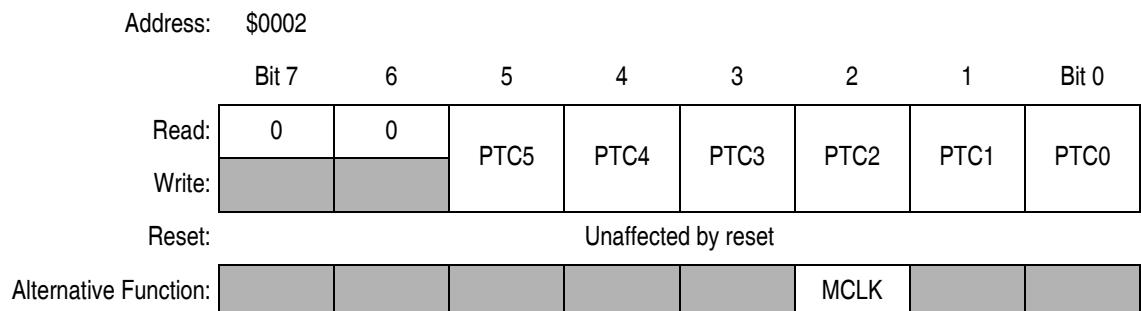 Address: $0002
Bit 7 6 5 4 3 2 1 Bit 0
Read: 0 0 PTC5 PTC4 PTC3 PTC2 PTC1 PTC0
Write:
Reset: Unaffected by reset
Alternative Function: MCLK